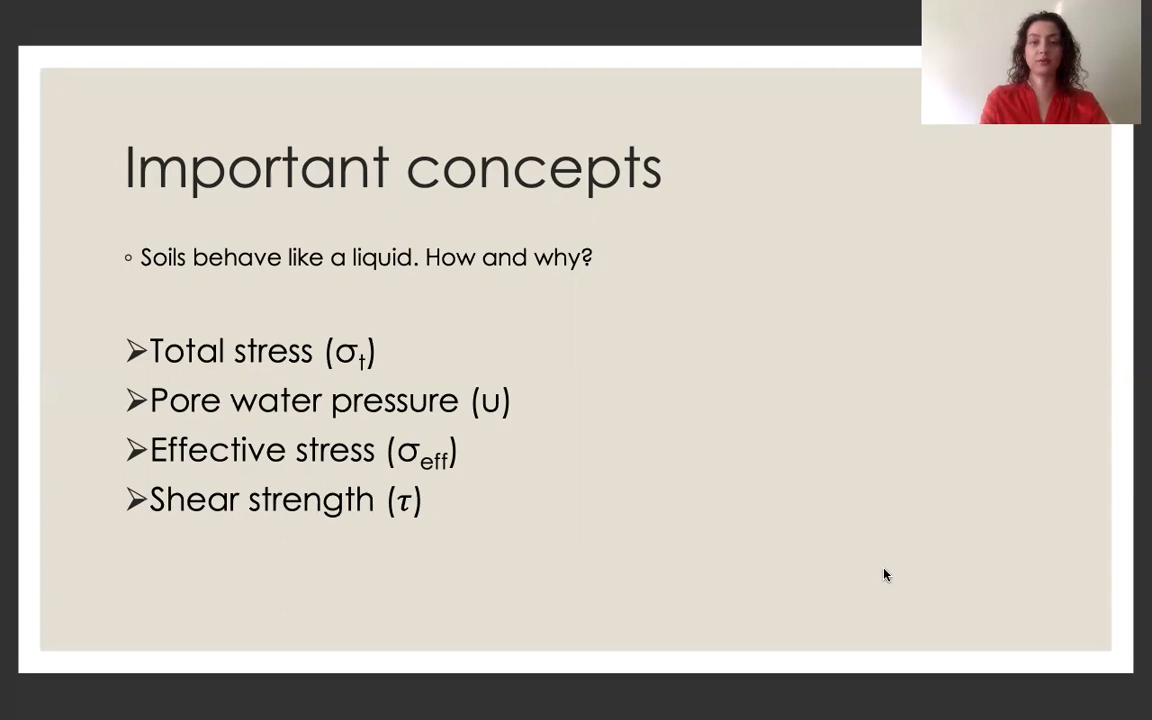 Important concepts
◦ Soils behave like a liquid. How and why?
➢Total stress (σt)
➢Pore water pressure (u)
➢Effective stress (σeff)
➢Shear strength (τ)